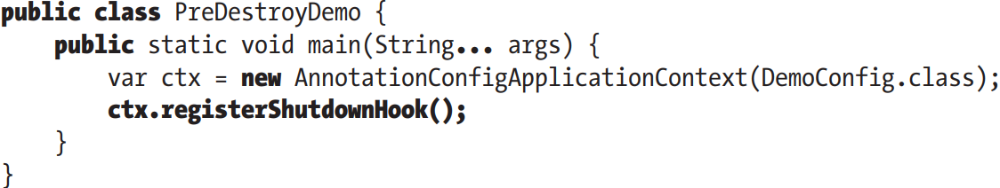 public class PreDestroyDemo {
    public static void main(String... args) {
        var ctx = new AnnotationConfigApplicationContext(DemoConfig.class);
        ctx.registerShutdownHook();
    }
}